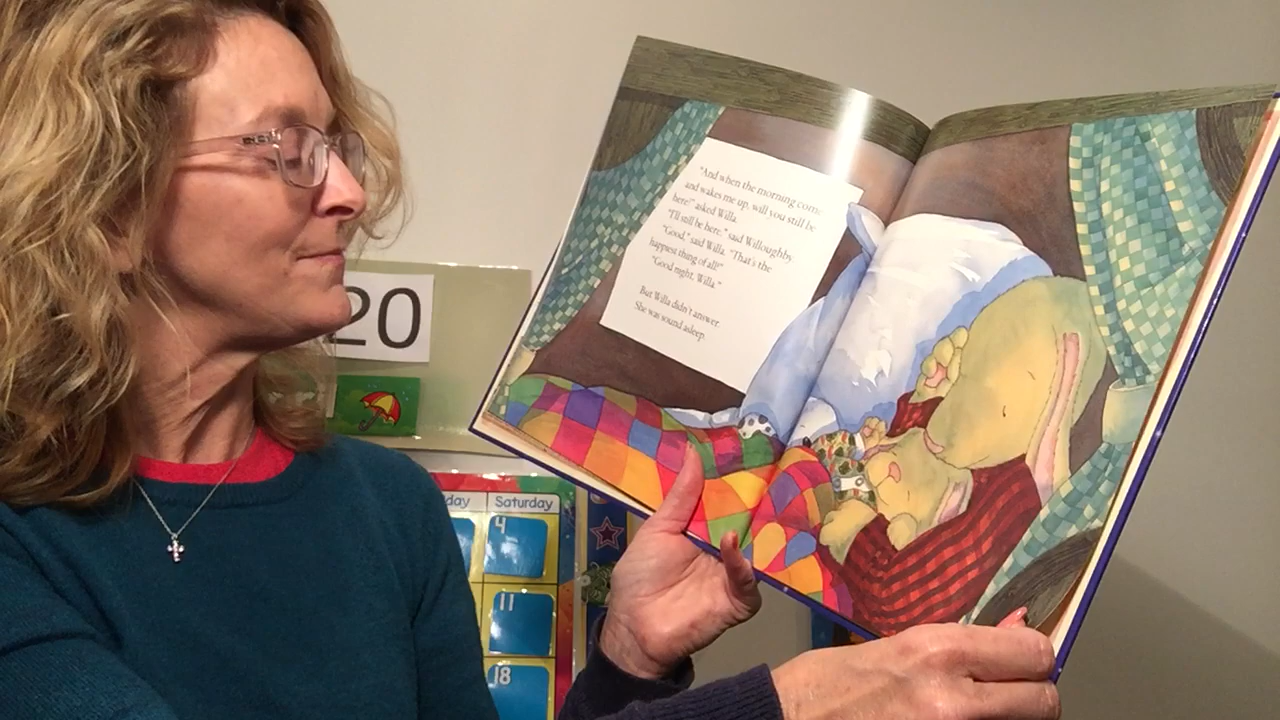 "And when the morning comes
and wakes me up, will you still be
here?" asked Willa.
"I'll still be here," said Willoughby.
"Good," said Willa. "That's the
happiest thing of all!"
"Good night, Willa."
But Willa didn't answer.
She was sound asleep.
20
day Saturday
4
11
18